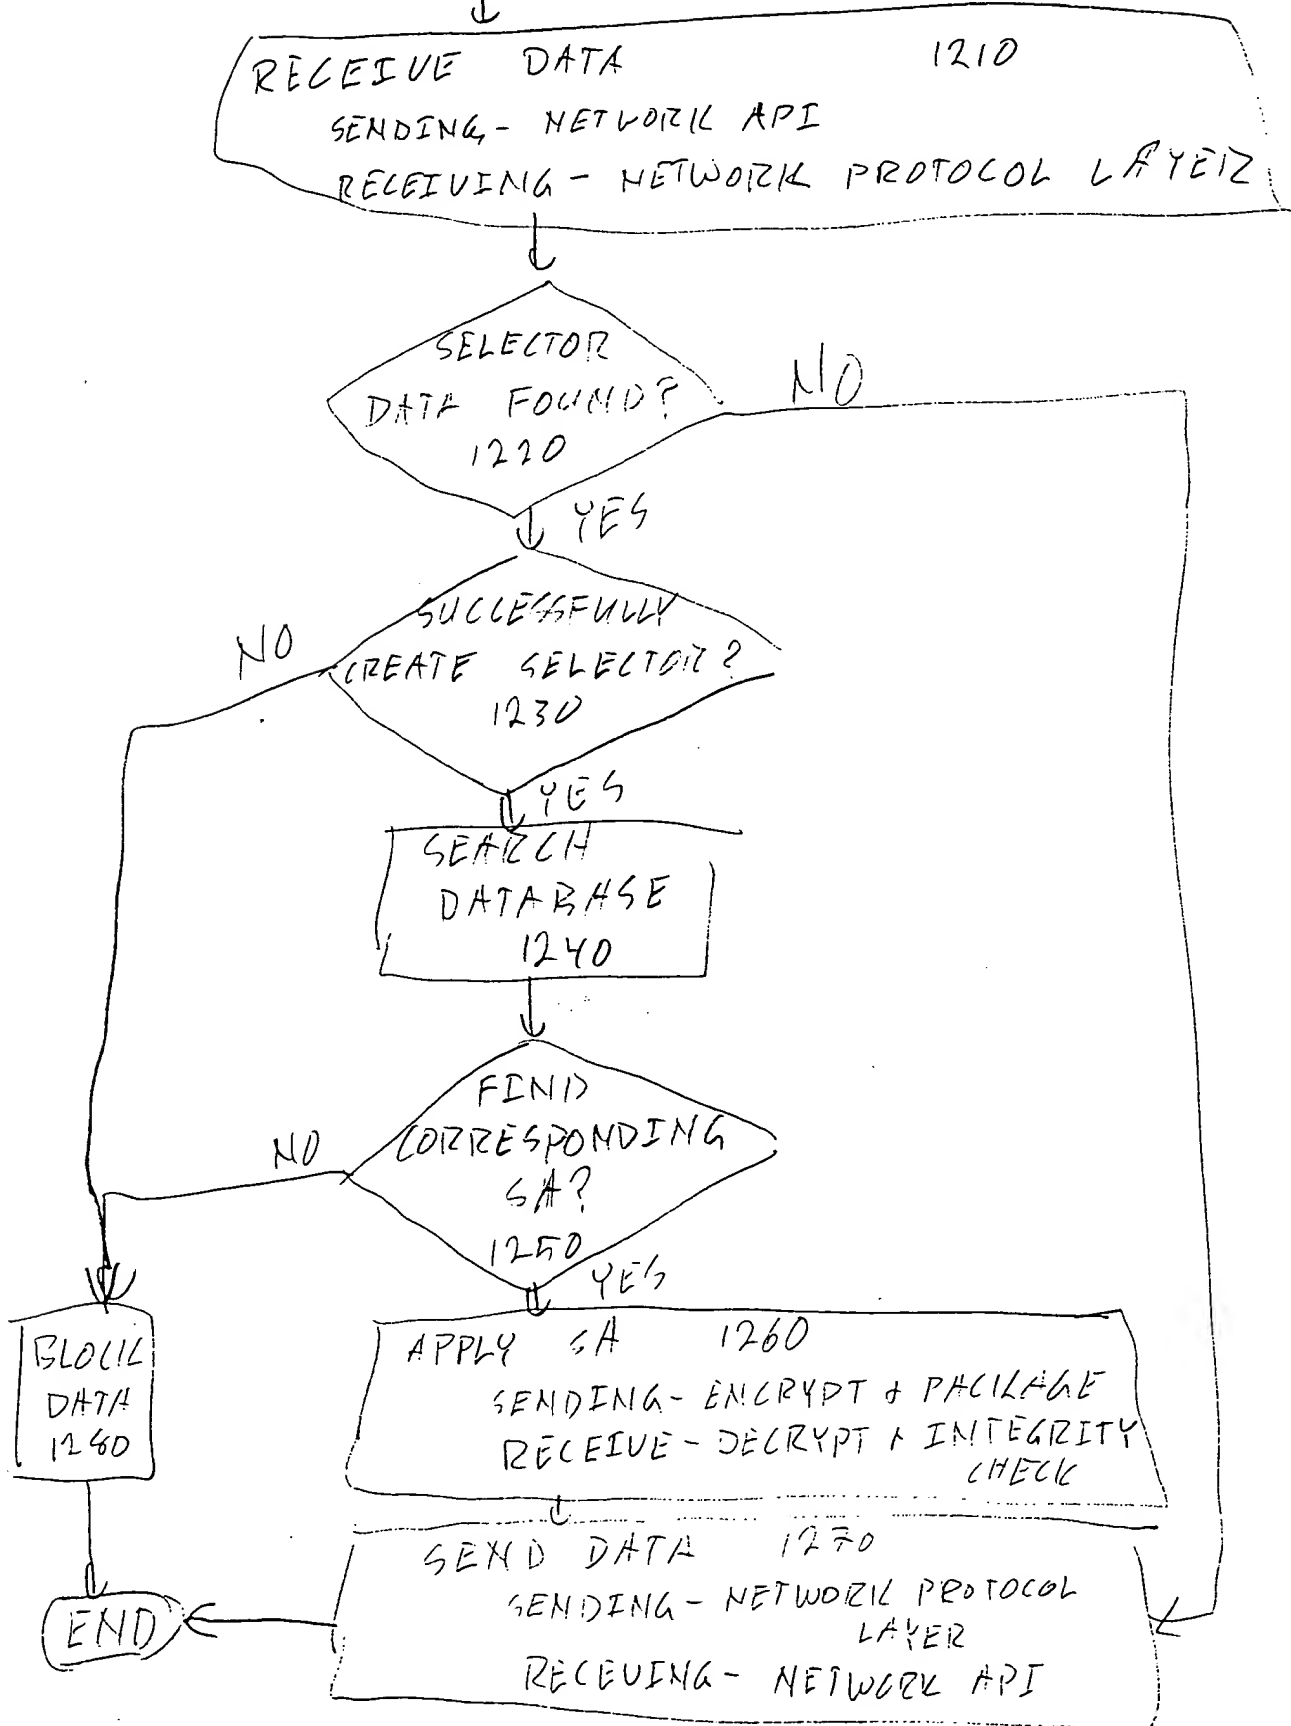 RECEIVE DATA 1210
SENDING - NETWORK API
RECEIVING - NETWORK PROTOCOL LAYER
SELECTOR
DATA FOUND?
1220
NO
YES
SUCCESSFULLY
CREATE SELECTOR?
1230
NO
YES
SEARCH
DATABASE
1240
FIND
CORRESPONDING
SA?
1250
NO
YES
BLOCK
DATA
1280
APPLY SA 1260
SENDING - ENCRYPT & PACKAGE
RECEIVE - DECRYPT & INTEGRITY
CHECK
SEND DATA 1270
SENDING - NETWORK PROTOCOL
LAYER
RECEUING - NETWORK API
END